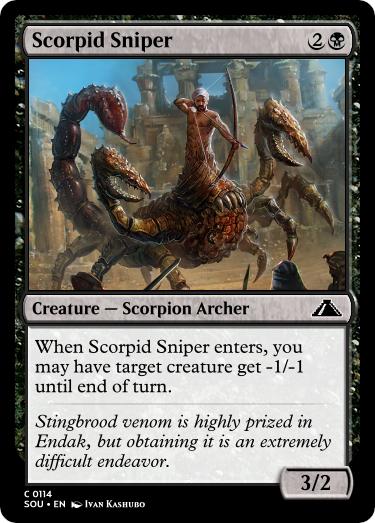 Scorpid Sniper 2
Creature — Scorpion Archer
When Scorpid Sniper enters, you
may have target creature get -1/-1
until end of turn.
Stingbrood venom is highly prized in
Endak, but obtaining it is an extremely
difficult endeavor.
3/2
C 0114
SOU • EN Ivan Kashubo